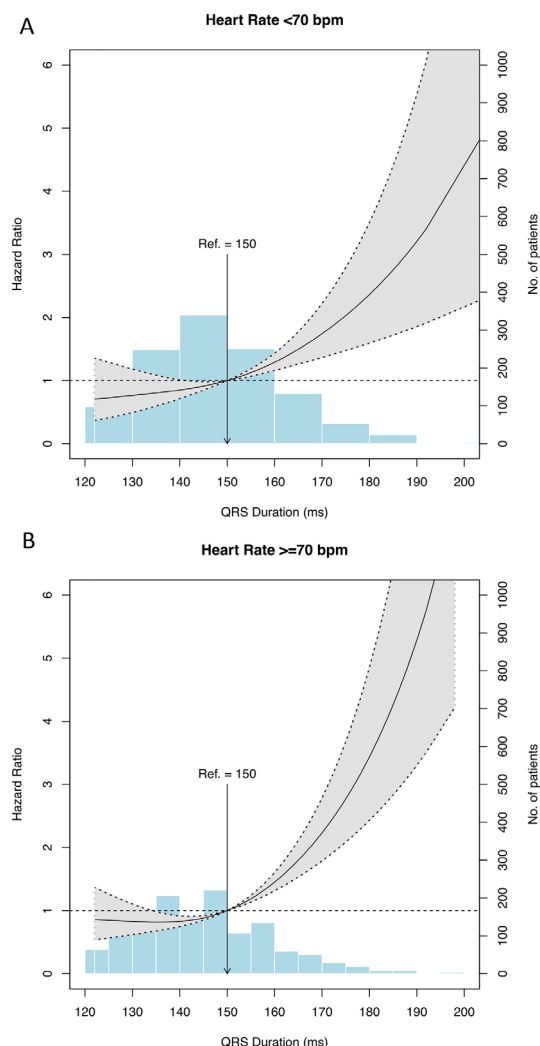 A
Heart Rate <70 bpm
6
5
4
3
2
1
0
Hazard Ratio
Ref. = 150
1000
900
800
700
600
500
400
300
200
100
0
No. of patients
120 130 140 150 160 170 180 190 200
QRS Duration (ms)
B
Heart Rate >=70 bpm
6
5
4
3
2
1
0
Hazard Ratio
Ref. = 150
1000
900
800
700
600
500
400
300
200
100
0
No. of patients
120 130 140 150 160 170 180 190 200
QRS Duration (ms)